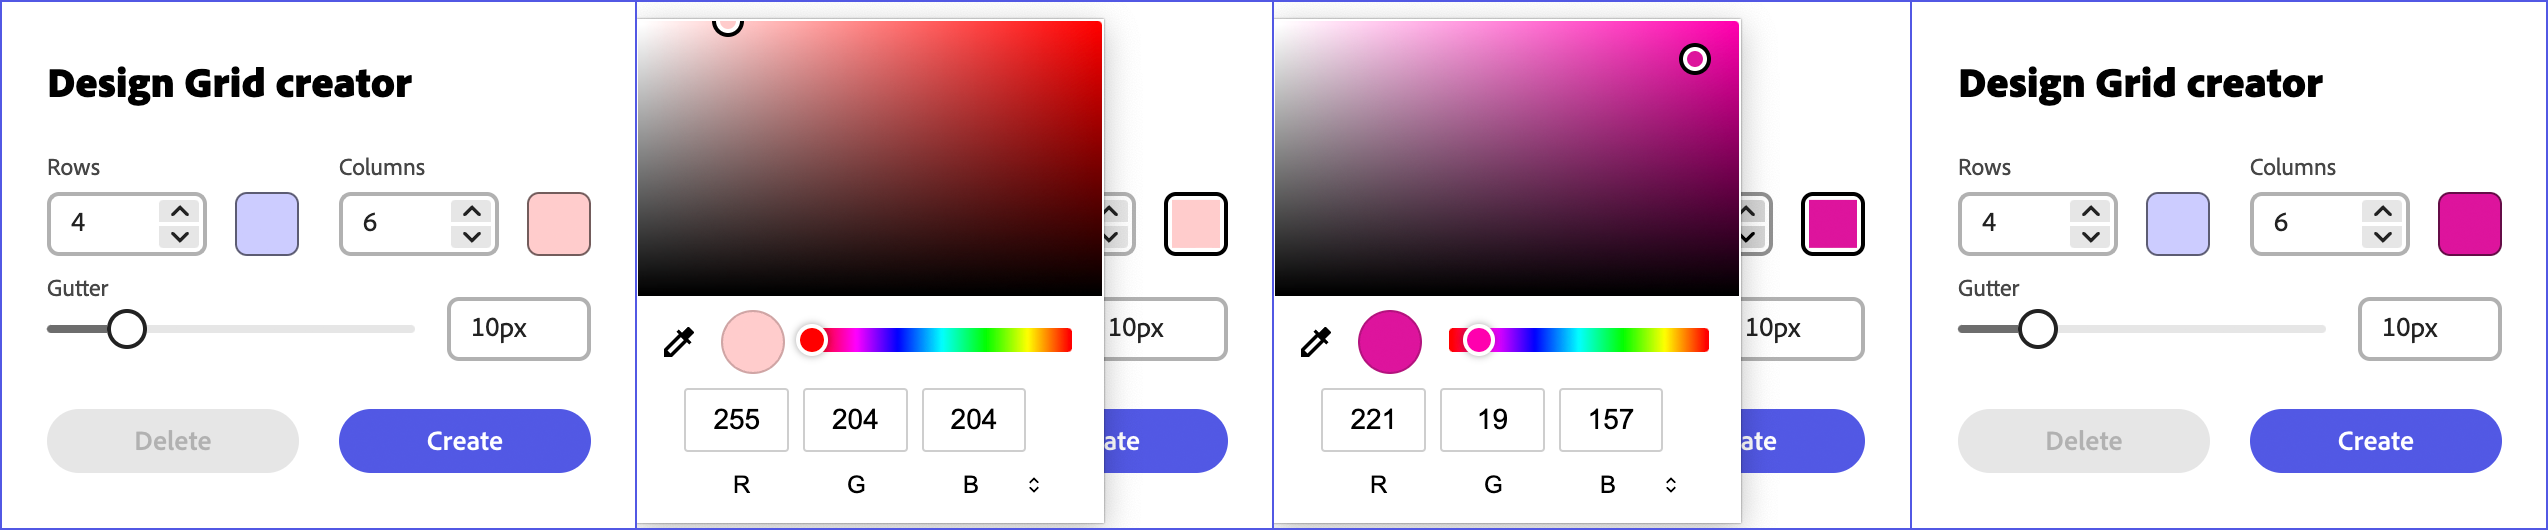 Design Grid creator
Rows
Columns
4
6
Gutter
10px
Delete
Create
10px
255
204
204
R
G
B
ate
10px
221
19
157
R
G
B
ate
Design Grid creator
Rows
Columns
4
6
Gutter
10px
Delete
Create